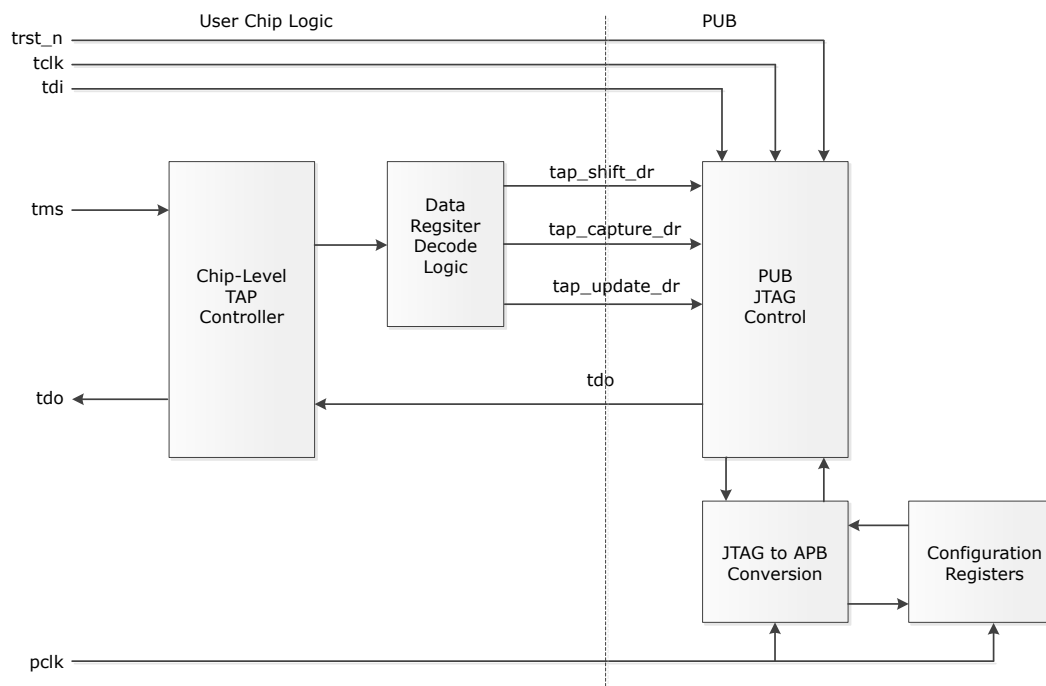 User Chip Logic
PUB
trst_n
tclk
tdi
tap_shift_dr
Data
Regsiter
Decode
Logic
tms
tap_capture_dr
Chip-Level
TAP
Controller
PUB
JTAG
Control
tap_update_dr
tdo
tdo
JTAG to APB
Conversion
Configuration
Registers
pclk